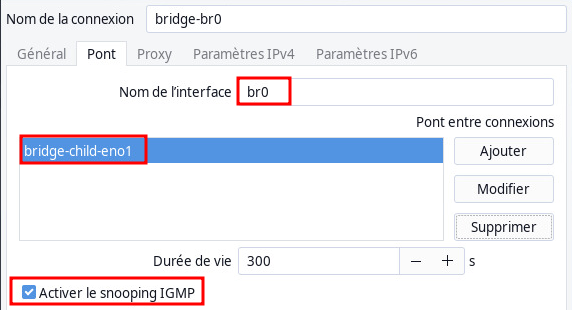 Nom de la connexion bridge-br0
Général Pont Proxy Paramètres IPv4 Paramètres IPv6
Nom de l’interface br0
Pont entre connexions
bridge-child-eno1 Ajouter
Modifier
Supprimer
Durée de vie 300 − + s
Activer le snooping IGMP